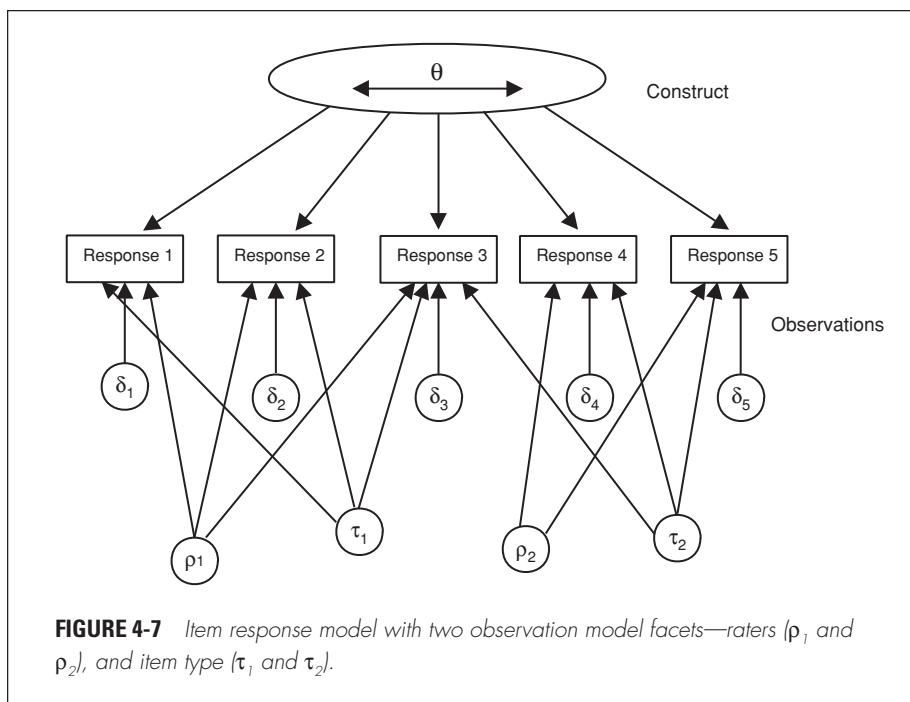 θ
Construct
Response 1
Response 2
Response 3
Response 4
Response 5
Observations
δ1
δ2
δ3
δ4
δ5
ρ1
τ1
ρ2
τ2
FIGURE 4-7 Item response model with two observation model facets—raters (ρ1 and
ρ2), and item type (τ1 and τ2).